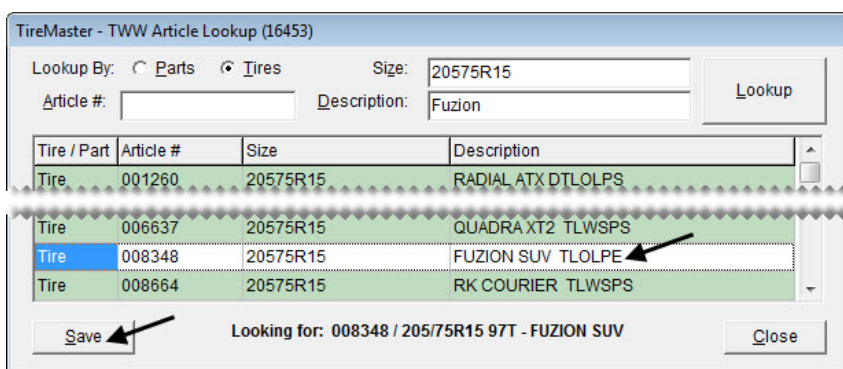 TireMaster - TWW Article Lookup (16453)
Lookup By: Parts Tires Size: 20575R15 Lookup
Article #: Description: Fuzion
Tire / Part Article # Size Description
Tire 001260 20575R15 RADIAL ATX DTLOLPS
Tire 006637 20575R15 QUADRA XT2 TLWSPS
Tire 008348 20575R15 FUZION SUV TLOLPE
Tire 008664 20575R15 RK COURIER TLWSPS
Save Looking for: 008348 / 205/75R15 97T - FUZION SUV Close